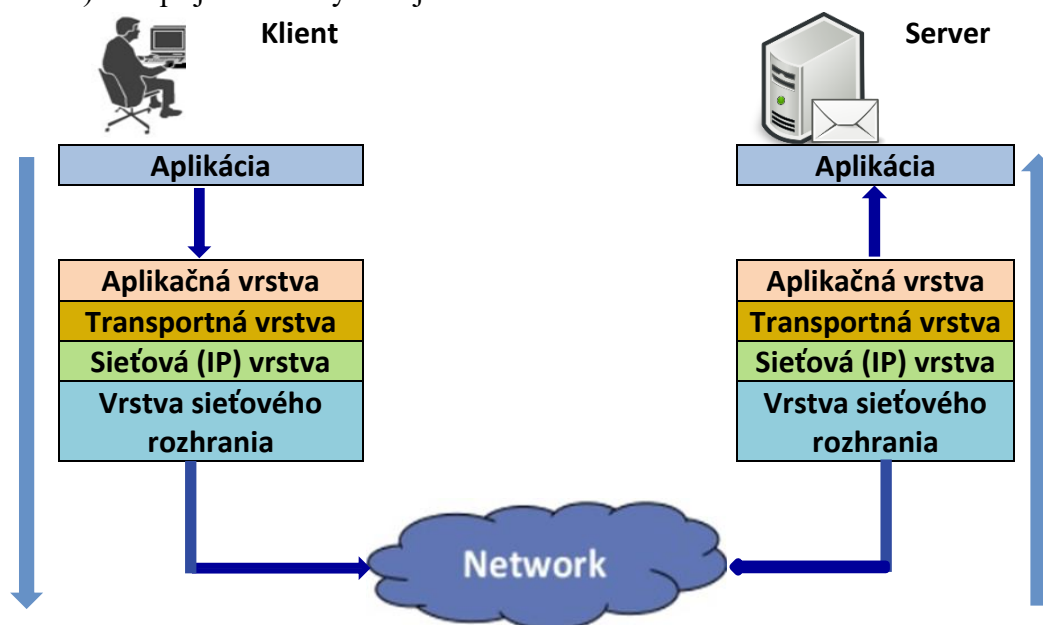 Klient
Server
Aplikácia
Aplikácia
Aplikačná vrstva
Transportná vrstva
Sieťová (IP) vrstva
Vrstva sieťového
rozhrania
Aplikačná vrstva
Transportná vrstva
Sieťová (IP) vrstva
Vrstva sieťového
rozhrania
Network